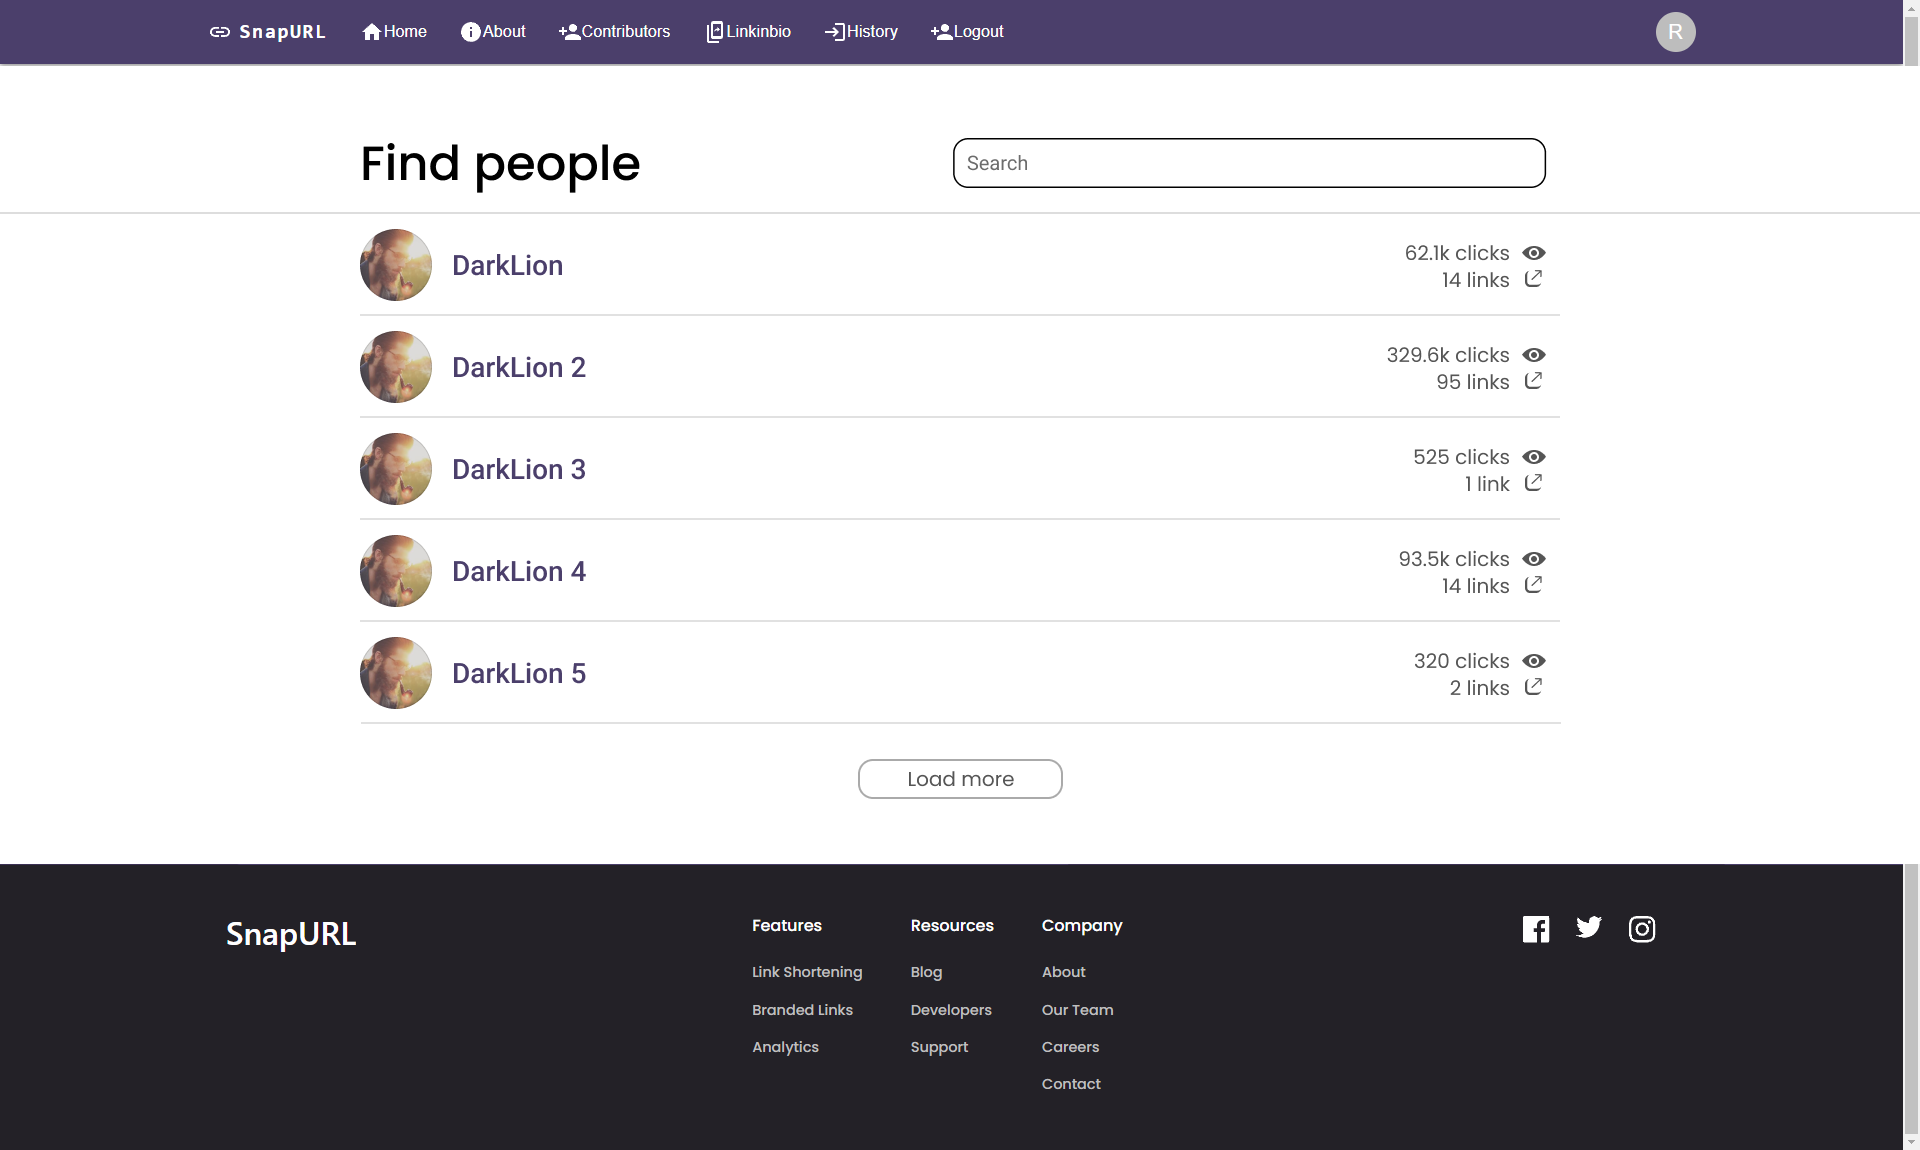 SnapURL Home About Contributors Linkinbio History Logout R
Find people Search
DarkLion
62.1k clicks
14 links
DarkLion 2
329.6k clicks
95 links
DarkLion 3
525 clicks
1 link
DarkLion 4
93.5k clicks
14 links
DarkLion 5
320 clicks
2 links
Load more
SnapURL
Features
Link Shortening
Branded Links
Analytics
Resources
Blog
Developers
Support
Company
About
Our Team
Careers
Contact